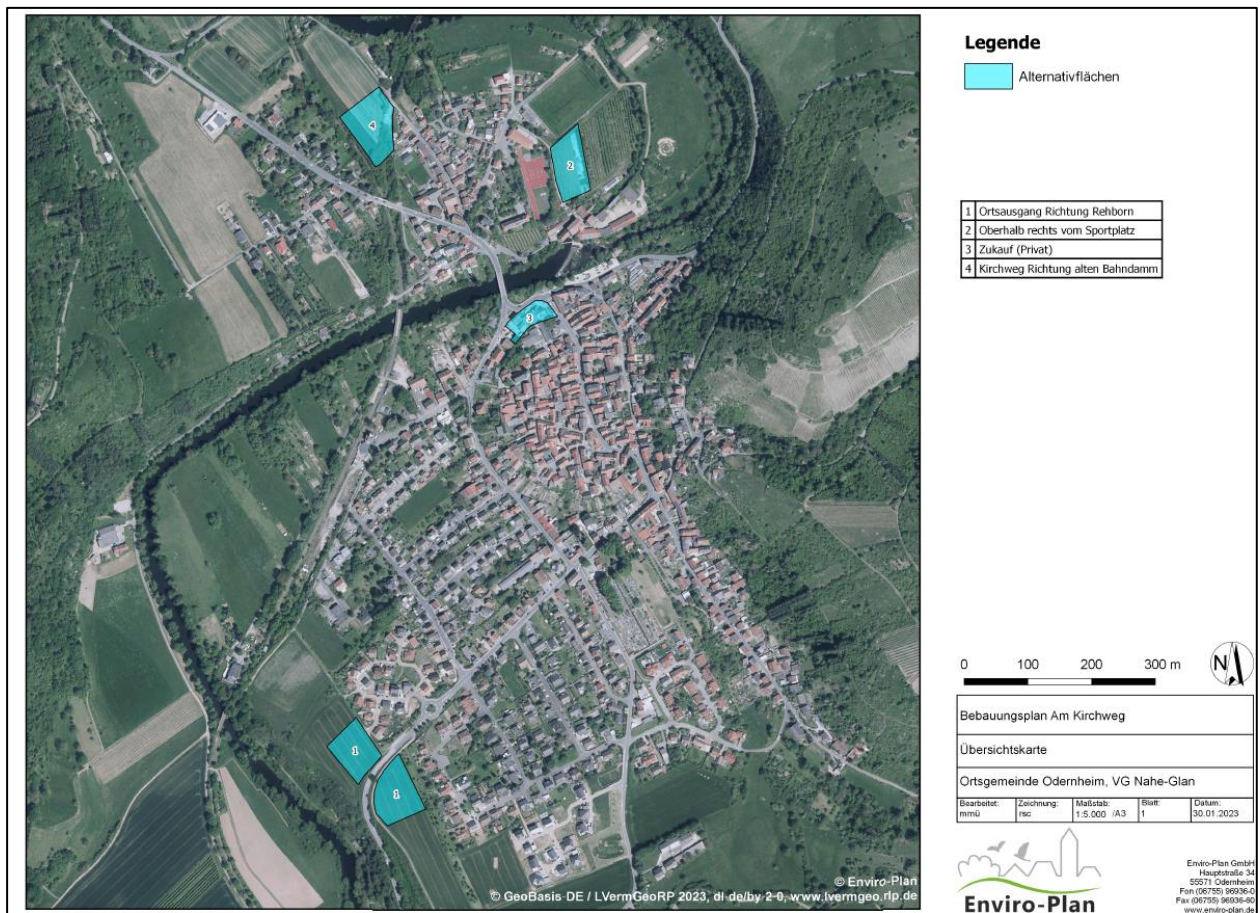 Legende
Alternativflächen
1 Ortsausgang Richtung Rehborn
2 Oberhalb rechts vom Sportplatz
3 Zukauf (Privat)
4 Kirchweg Richtung alten Bahndamm
4
2
3
1
1
0 100 200 300 m
N
Bebauungsplan Am Kirchweg
Übersichtskarte
Ortsgemeinde Odernheim, VG Nahe-Glan
Bearbeitet: Zeichnung: Maßstab: Blatt: Datum:
mmü rsc 1:5.000 /A3 1 30.01.2023
Enviro-Plan
Enviro-Plan GmbH
Hauptstraße 34
55571 Odernheim
Fon (06755) 96936-0
Fax (06755) 96936-60
www.enviro-plan.de
© Enviro-Plan
© GeoBasis-DE / LVermGeoRP 2023, dl-de/by-2-0, www.lvermgeo.rlp.de